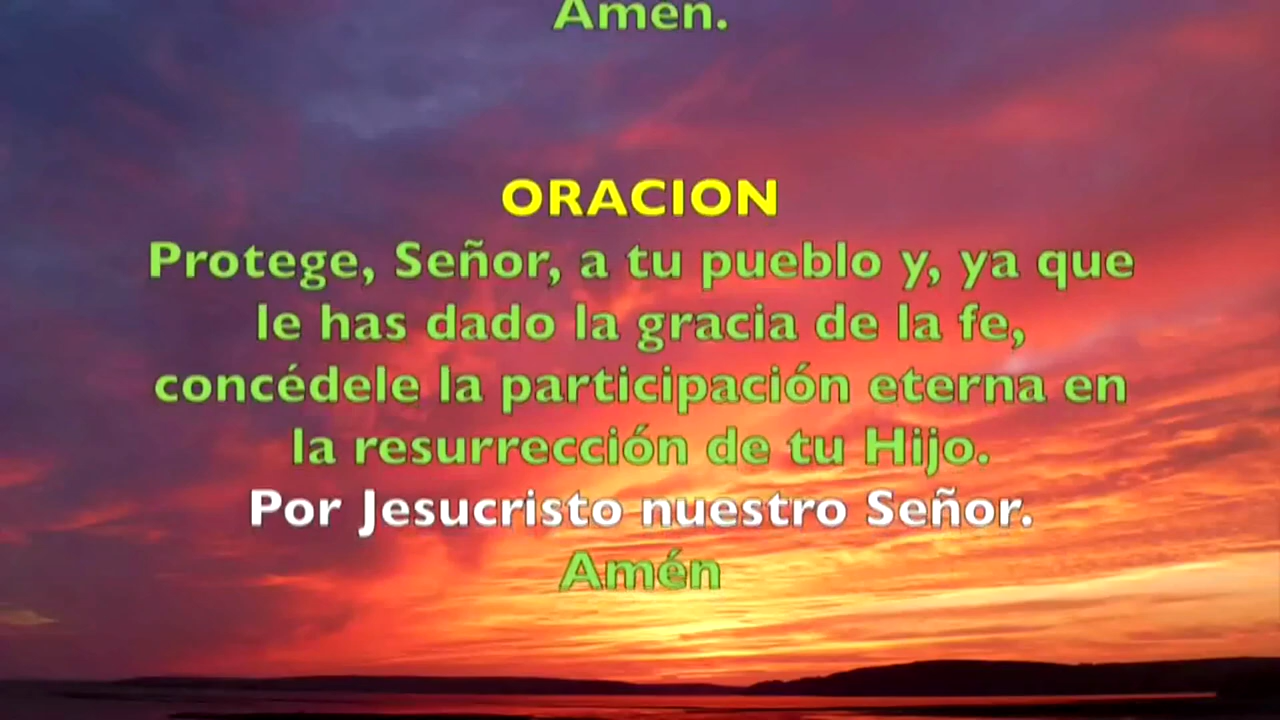 Amén.
ORACION
Protege, Señor, a tu pueblo y, ya que
le has dado la gracia de la fe,
concédele la participación eterna en
la resurrección de tu Hijo.
Por Jesucristo nuestro Señor.
Amén